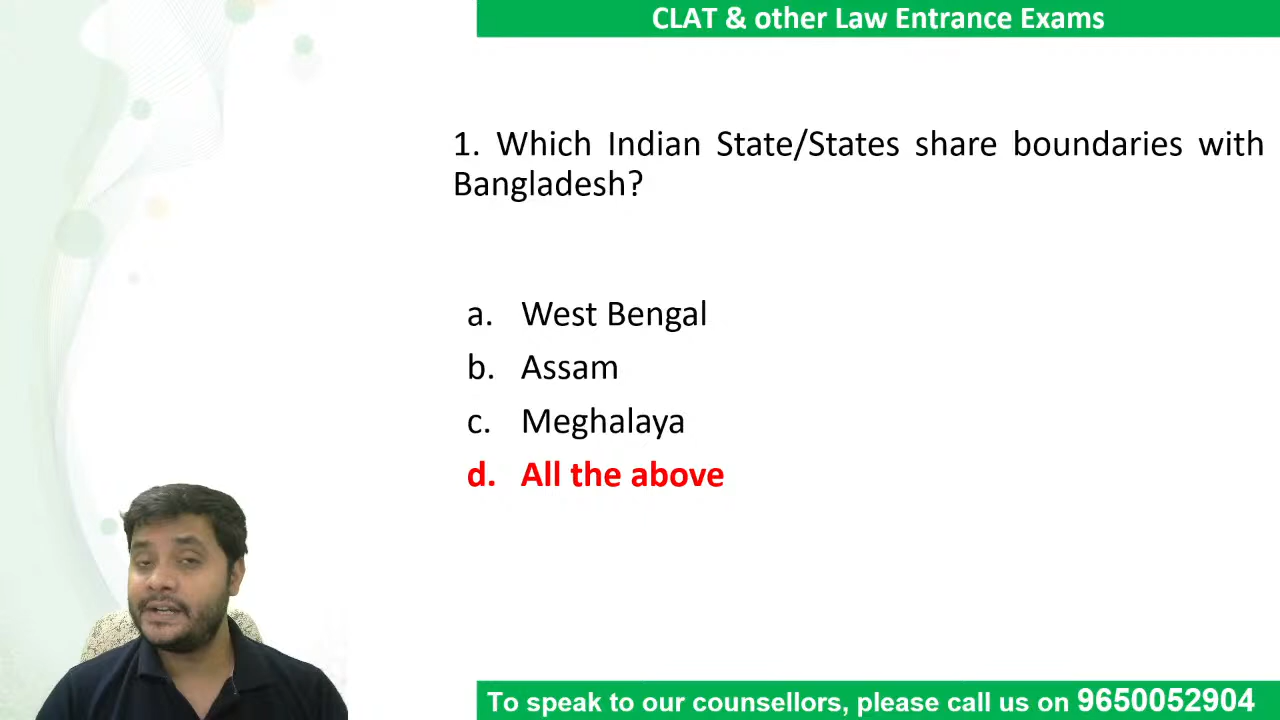 CLAT & other Law Entrance Exams
1. Which Indian State/States share boundaries with
Bangladesh?
a. West Bengal
b. Assam
c. Meghalaya
d. All the above
To speak to our counsellors, please call us on 9650052904